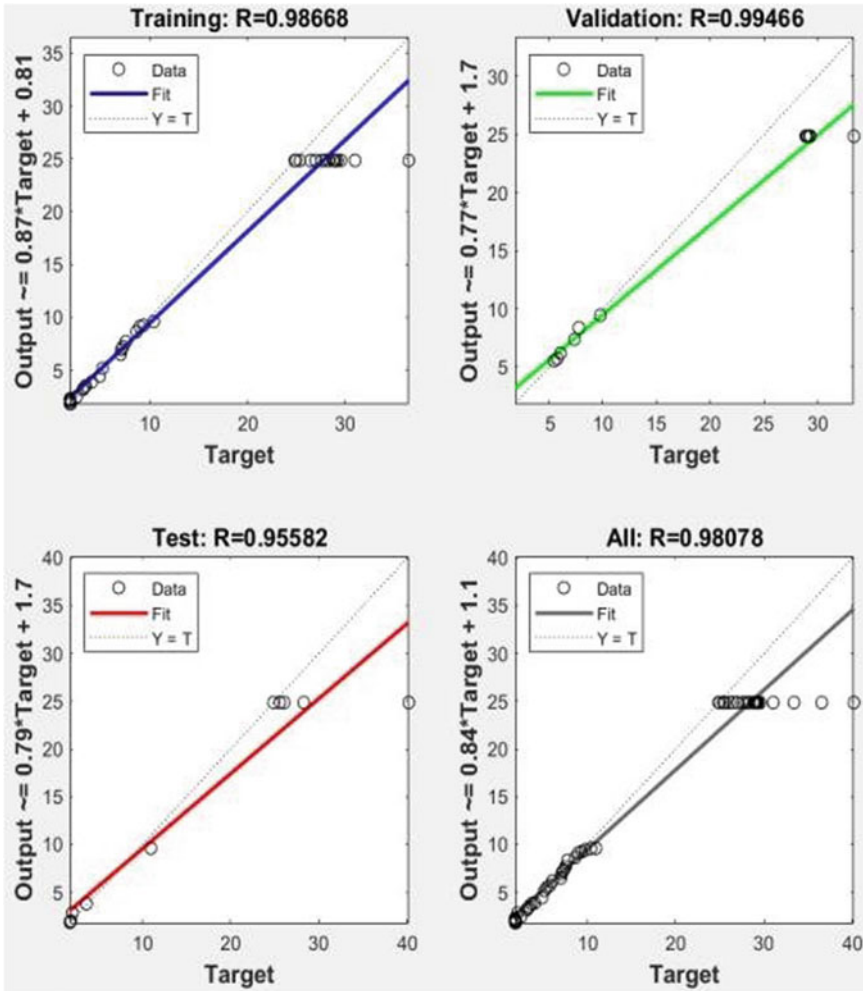 Training: R=0.98668
Output ~= 0.87*Target + 0.81
35
30
25
20
15
10
5
Data
Fit
Y = T
10
20
30
Target
Validation: R=0.99466
Output ~= 0.77*Target + 1.7
30
25
20
15
10
5
Data
Fit
Y = T
5
10
15
20
25
30
Target
Test: R=0.95582
Output ~= 0.79*Target + 1.7
40
35
30
25
20
15
10
5
Data
Fit
Y = T
10
20
30
40
Target
All: R=0.98078
Output ~= 0.84*Target + 1.1
40
35
30
25
20
15
10
5
Data
Fit
Y = T
10
20
30
40
Target